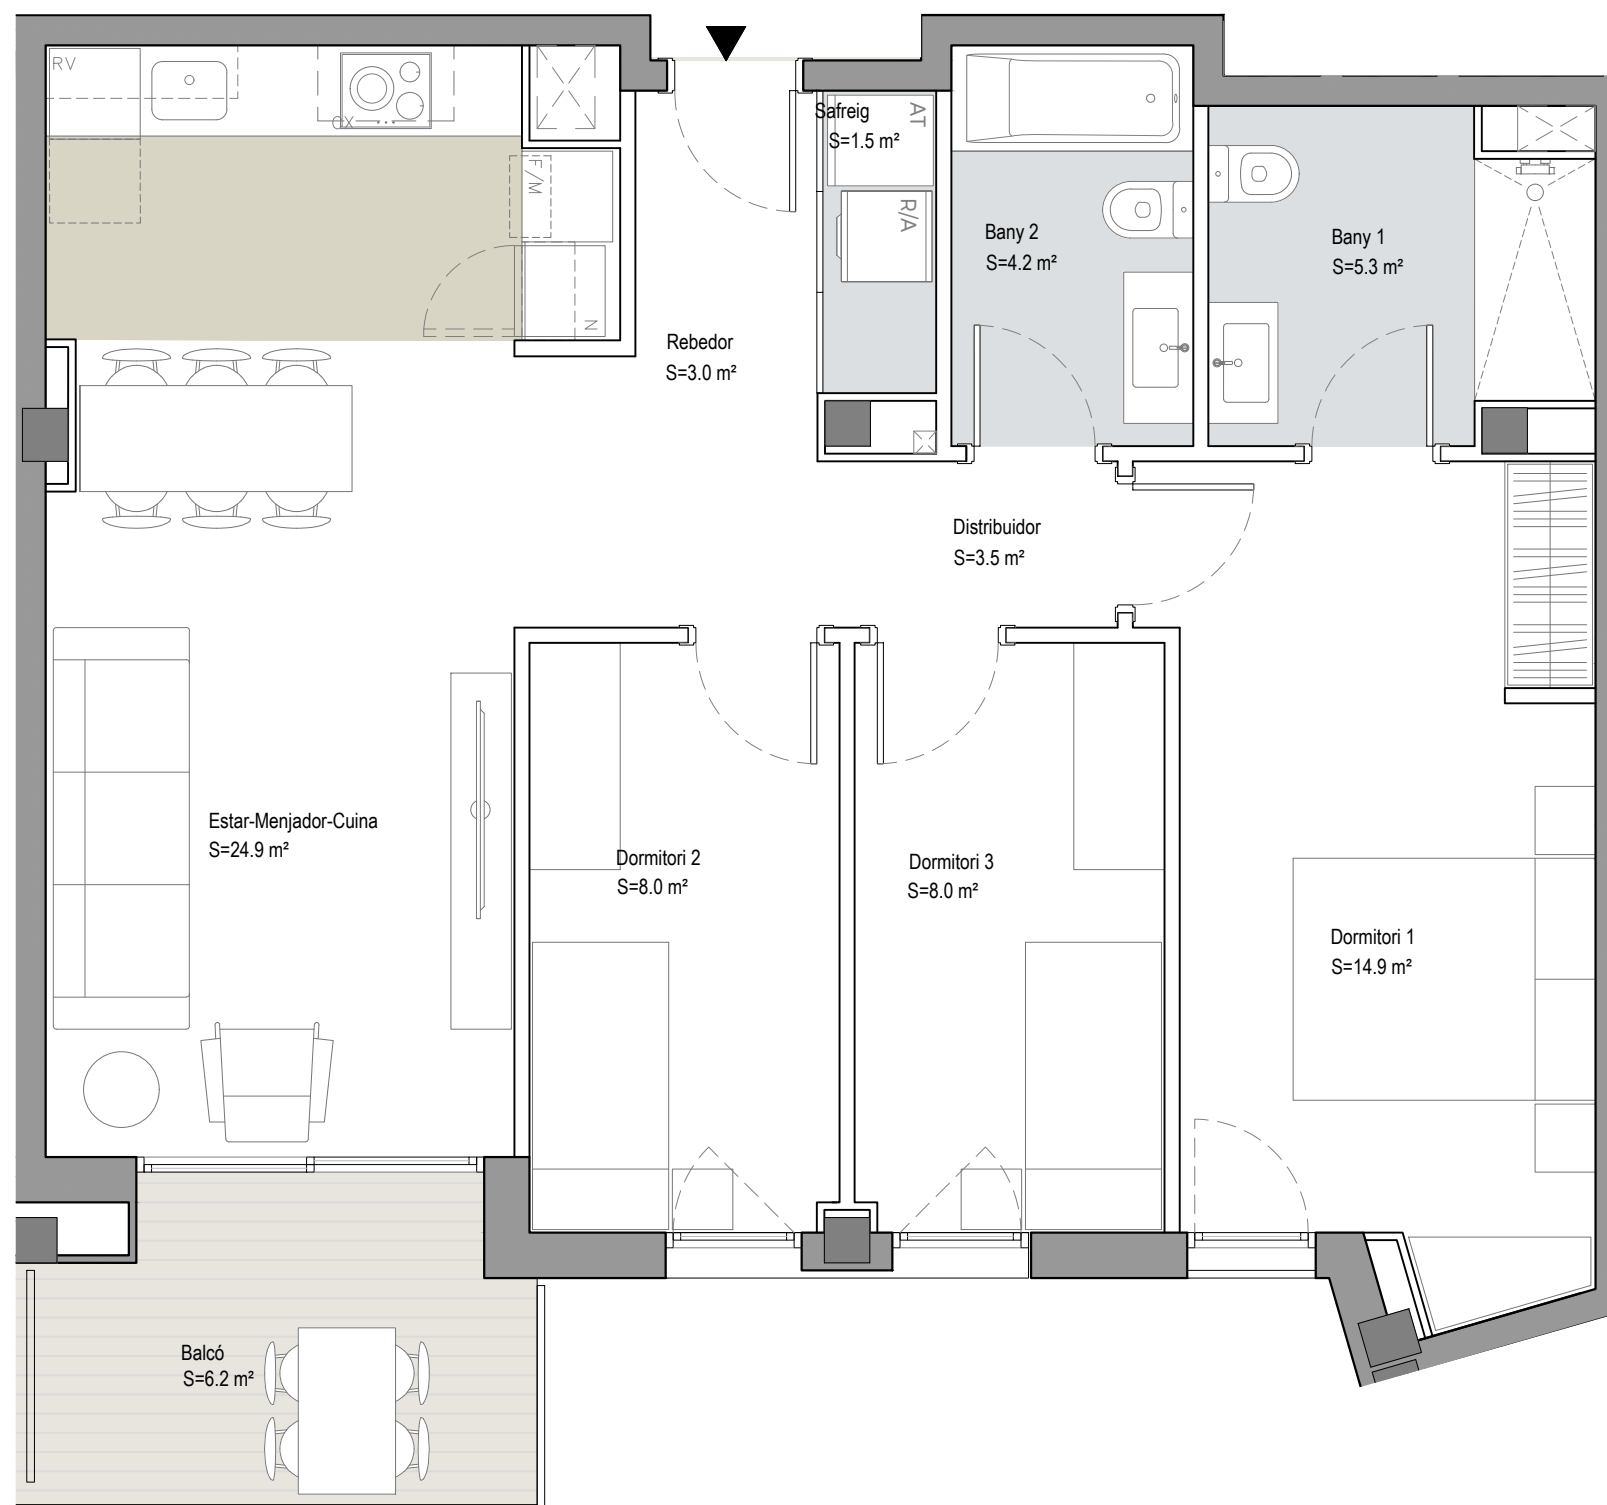 RV
CX
F/M
N
Safreig
S=1.5 m²
AT
R/A
Bany 2
S=4.2 m²
Bany 1
S=5.3 m²
Rebedor
S=3.0 m²
Distribuidor
S=3.5 m²
Estar-Menjador-Cuina
S=24.9 m²
Dormitori 2
S=8.0 m²
Dormitori 3
S=8.0 m²
Dormitori 1
S=14.9 m²
Balcó
S=6.2 m²